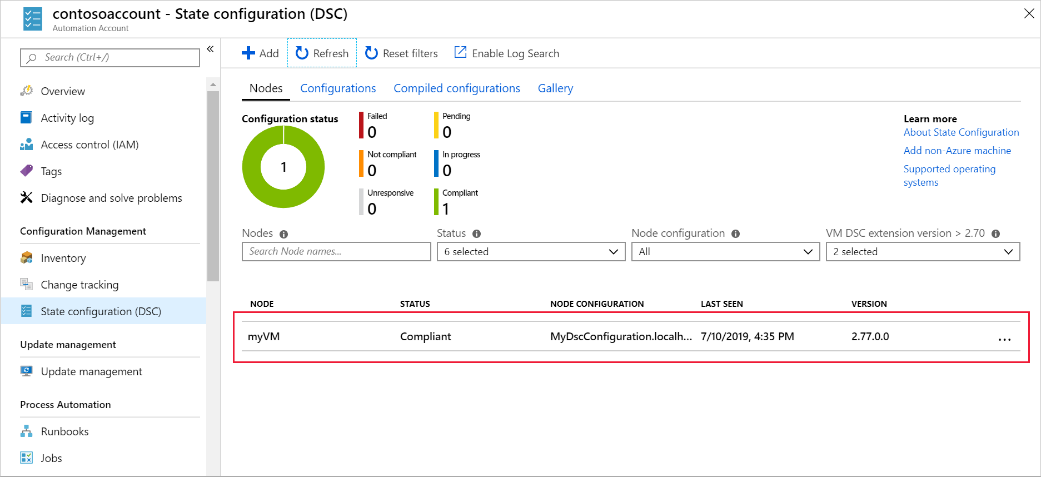 contosoaccount - State configuration (DSC)
Automation Account
Search (Ctrl+/)
Overview
Activity log
Access control (IAM)
Tags
Diagnose and solve problems
Configuration Management
Inventory
Change tracking
State configuration (DSC)
Update management
Update management
Process Automation
Runbooks
Jobs
Add Refresh Reset filters Enable Log Search
Nodes Configurations Compiled configurations Gallery
Configuration status
1
Failed
0
Pending
0
Not compliant
0
In progress
0
Unresponsive
0
Compliant
1
Learn more
About State Configuration
Add non-Azure machine
Supported operating
systems
Nodes Status Node configuration VM DSC extension version > 2.70
Search Node names... 6 selected All 2 selected
NODE STATUS NODE CONFIGURATION LAST SEEN VERSION
myVM Compliant MyDscConfiguration.localh... 7/10/2019, 4:35 PM 2.77.0.0 ...